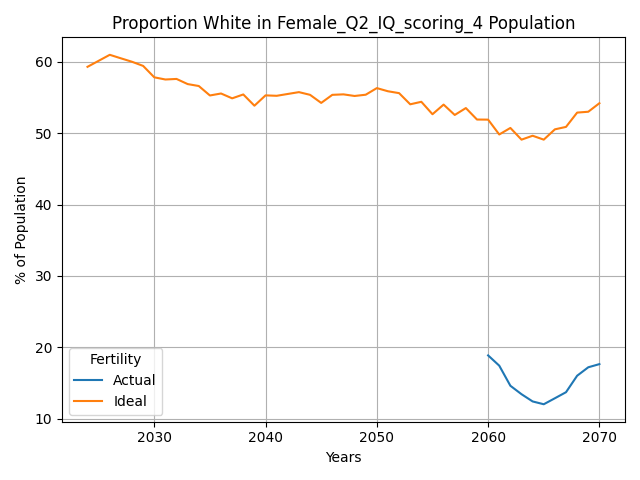 Proportion White in Female_Q2_IQ_scoring_4 Population
% of Population
60
50
40
30
20
10
Fertility
Actual
Ideal
2030 2040 2050 2060 2070
Years